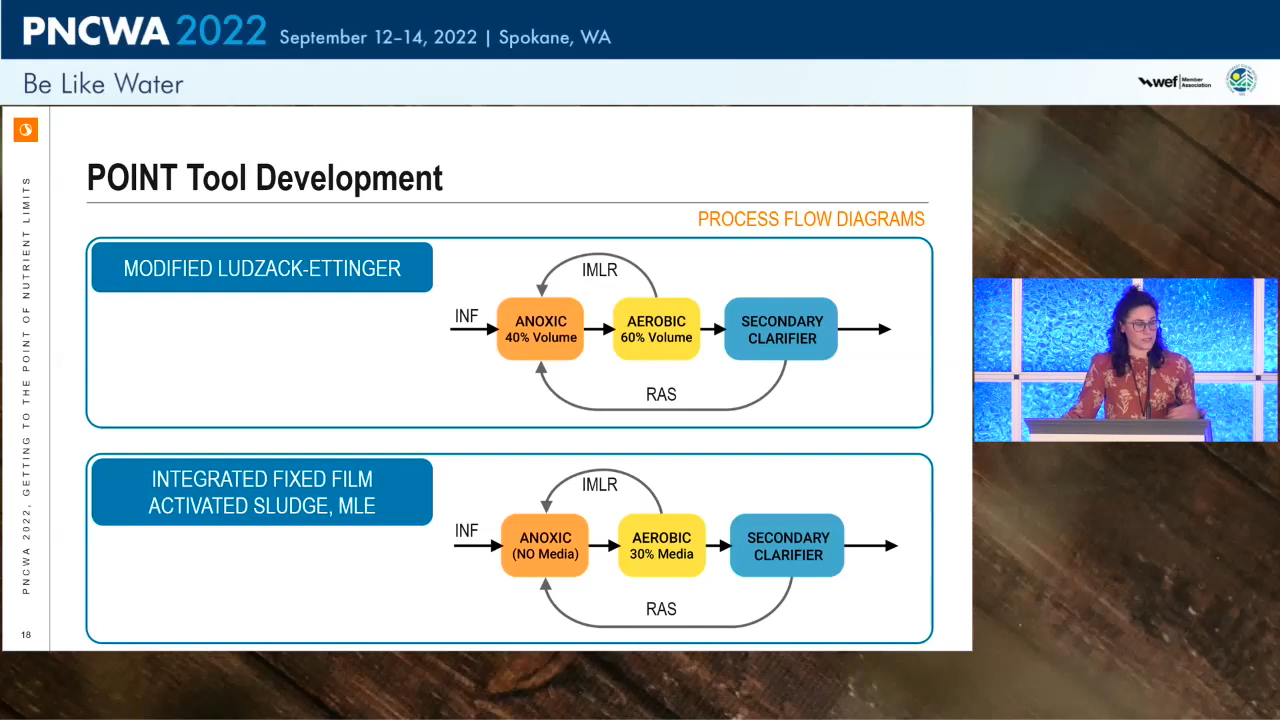 PNCWA 2022 September 12–14, 2022 | Spokane, WA
Be Like Water
wef Member Association
POINT Tool Development
PROCESS FLOW DIAGRAMS
MODIFIED LUDZACK-ETTINGER
IMLR
INF
ANOXIC
40% Volume
AEROBIC
60% Volume
SECONDARY
CLARIFIER
RAS
INTEGRATED FIXED FILM
ACTIVATED SLUDGE, MLE
IMLR
INF
ANOXIC
(NO Media)
AEROBIC
30% Media
SECONDARY
CLARIFIER
RAS
PNCWA 2022, GETTING TO THE POINT OF NUTRIENT LIMITS
18